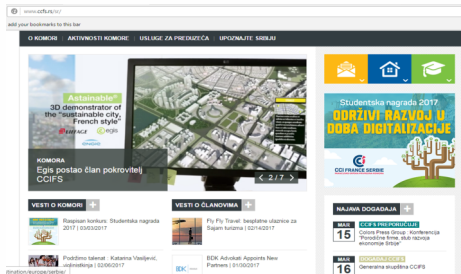 www.ccfs.rs/sr/
add your bookmarks to this bar
O KOMORI
AKTIVNOSTI KOMORE
USLUGE ZA PREDUZEĆA
UPOZNAJTE SRBIJU
Astainable®
3D demonstrator of
the "sustainable city,
French style"
egis
KOMORA
Egis postao član pokrovitelj
CCIFS
2 / 7
Studentska nagrada 2017
ODRŽIVI RAZVOJ U
DOBA DIGITALIZACIJE
CCI FRANCE SERBIE
VESTI O KOMORI
Raspisan konkurs Studentska nagrada
2017 | 03/03/2017
Podržimo talenat : Katarina Vasiljević,
violinistkinja | 02/06/2017
VESTI O ČLANOVIMA
Fly Fly Travel: besplatne ulaznice za
Sajam turizma | 02/14/2017
BDK
BDK Advokati Appoints New
Partners | 01/30/2017
NAJAVA DOGAĐAJA
MAR
15
CCIFS PREPORUČUJE
Colors Press Group : Konferencija
"Porodične firme, stub razvoja
ekonomije Srbije"
MAR
16
DOGAĐAJ CCIFS
Generalna skupština CCIFS